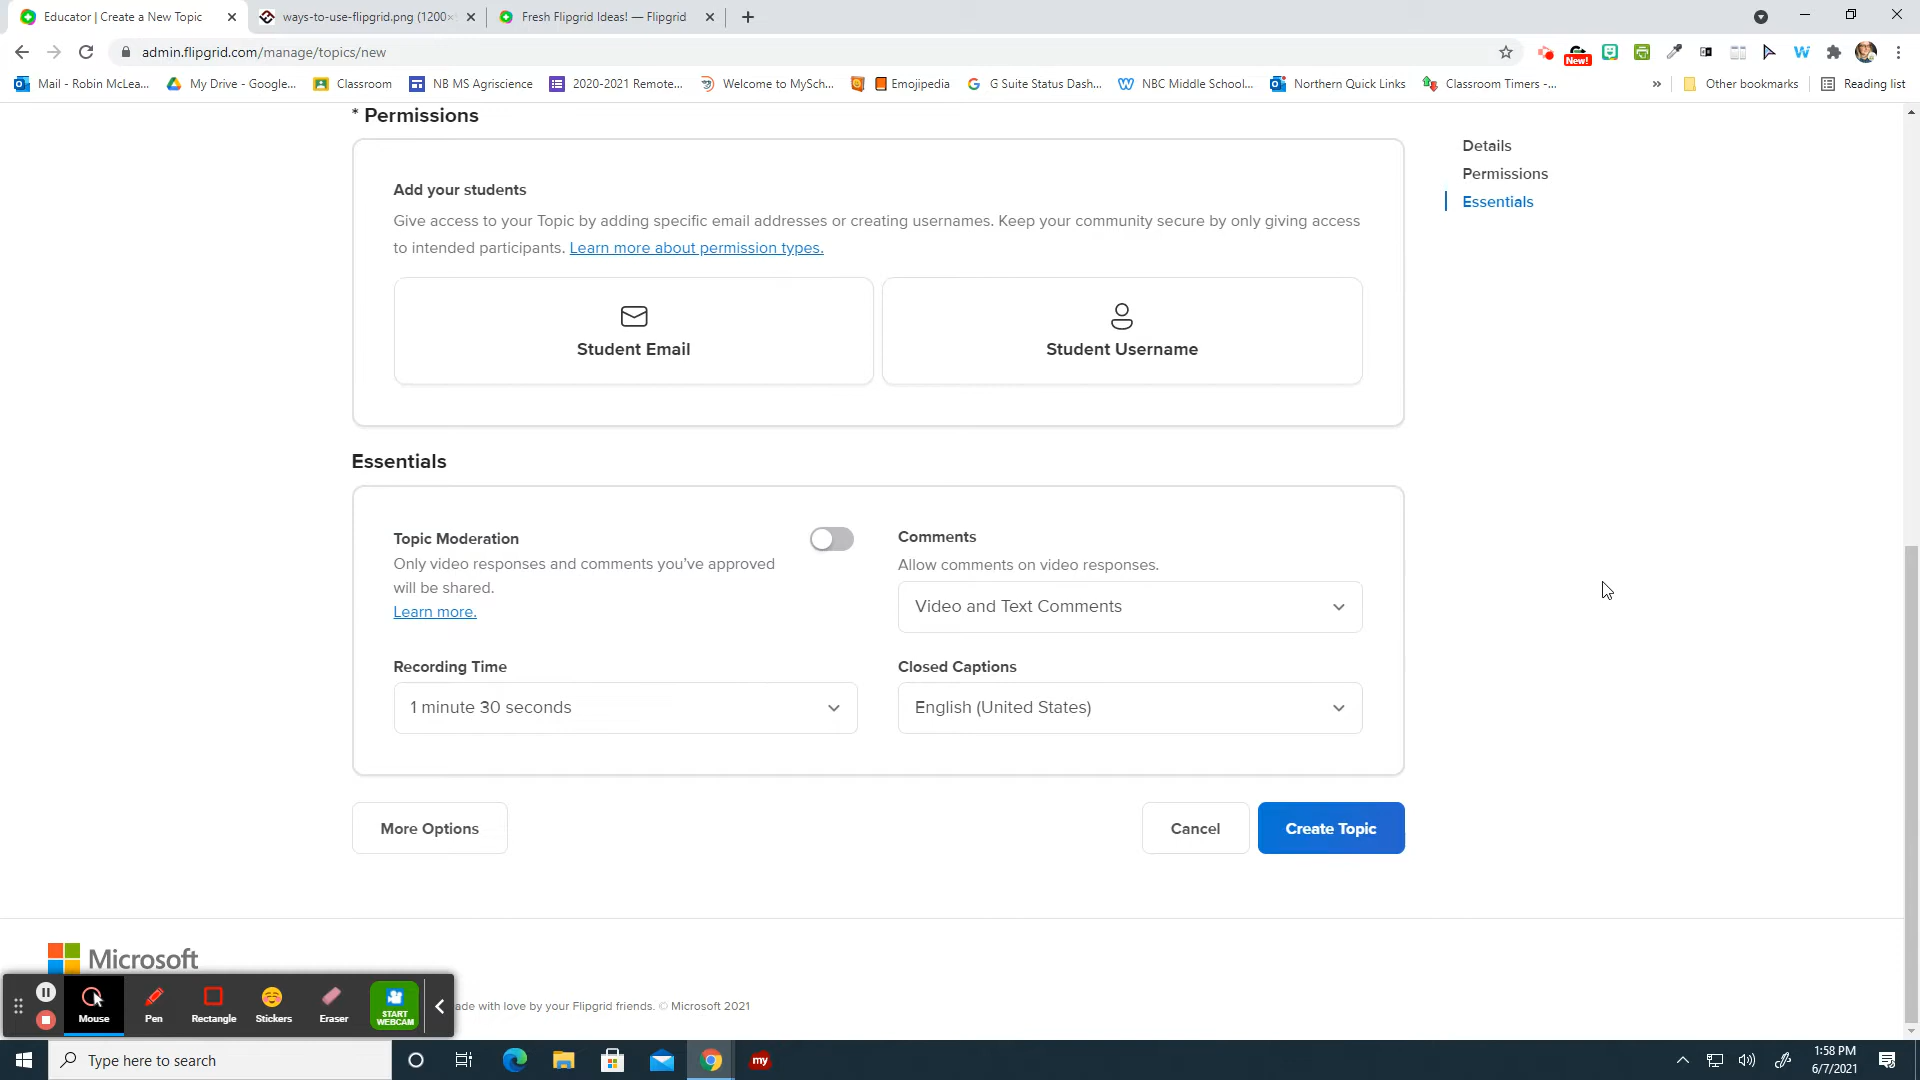 Educator | Create a New Topic
ways-to-use-flipgrid.png (1200×
Fresh Flipgrid Ideas! — Flipgrid
admin.flipgrid.com/manage/topics/new
New!
Mail - Robin McLea...
My Drive - Google...
Classroom
NB MS Agriscience
2020-2021 Remote...
Welcome to MySch...
Emojipedia
G Suite Status Dash...
NBC Middle School...
Northern Quick Links
Classroom Timers -...
»
Other bookmarks
Reading list
* Permissions
Details
Permissions
Essentials
Add your students
Give access to your Topic by adding specific email addresses or creating usernames. Keep your community secure by only giving access
to intended participants. Learn more about permission types.
Student Email
Student Username
Essentials
Topic Moderation
Only video responses and comments you've approved
will be shared.
Learn more.
Comments
Allow comments on video responses.
Video and Text Comments
Recording Time
1 minute 30 seconds
Closed Captions
English (United States)
More Options
Cancel
Create Topic
Microsoft
Mouse
Pen
Rectangle
Stickers
Eraser
START
WEBCAM
ade with love by your Flipgrid friends. © Microsoft 2021
Type here to search
my
1:58 PM
6/7/2021